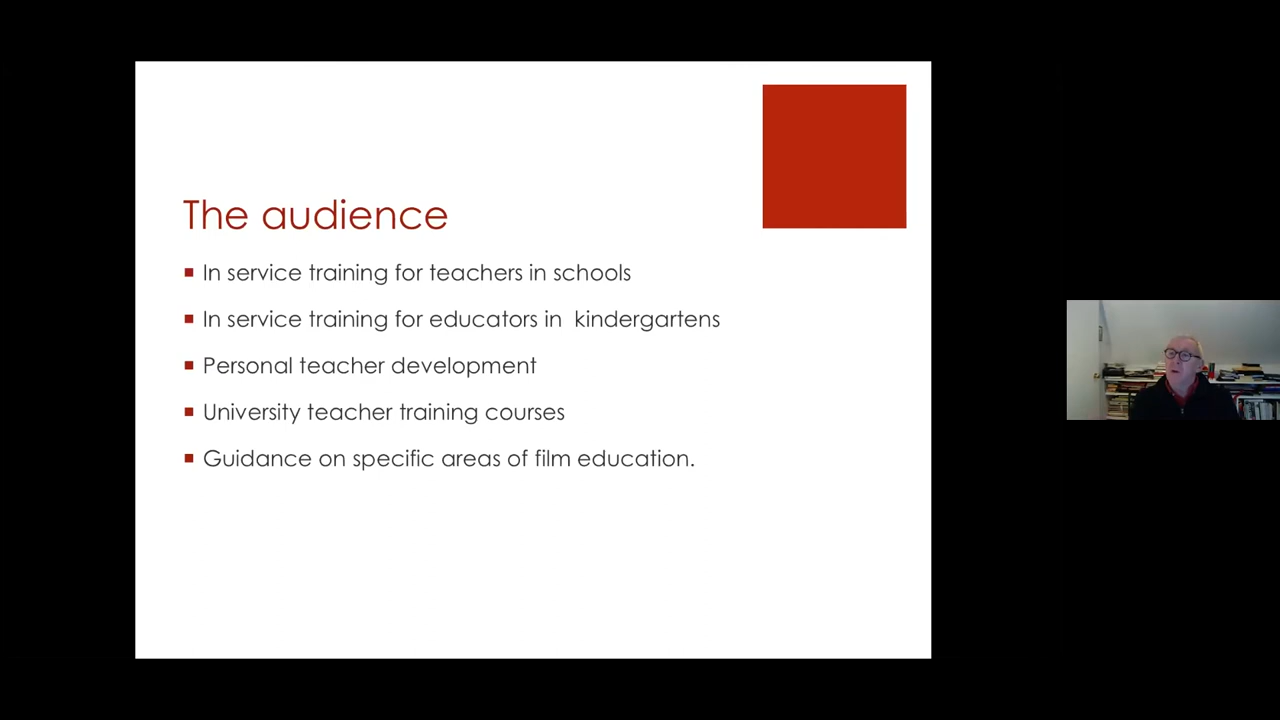 The audience
In service training for teachers in schools
In service training for educators in  kindergartens
Personal teacher development
University teacher training courses
Guidance on specific areas of film education.